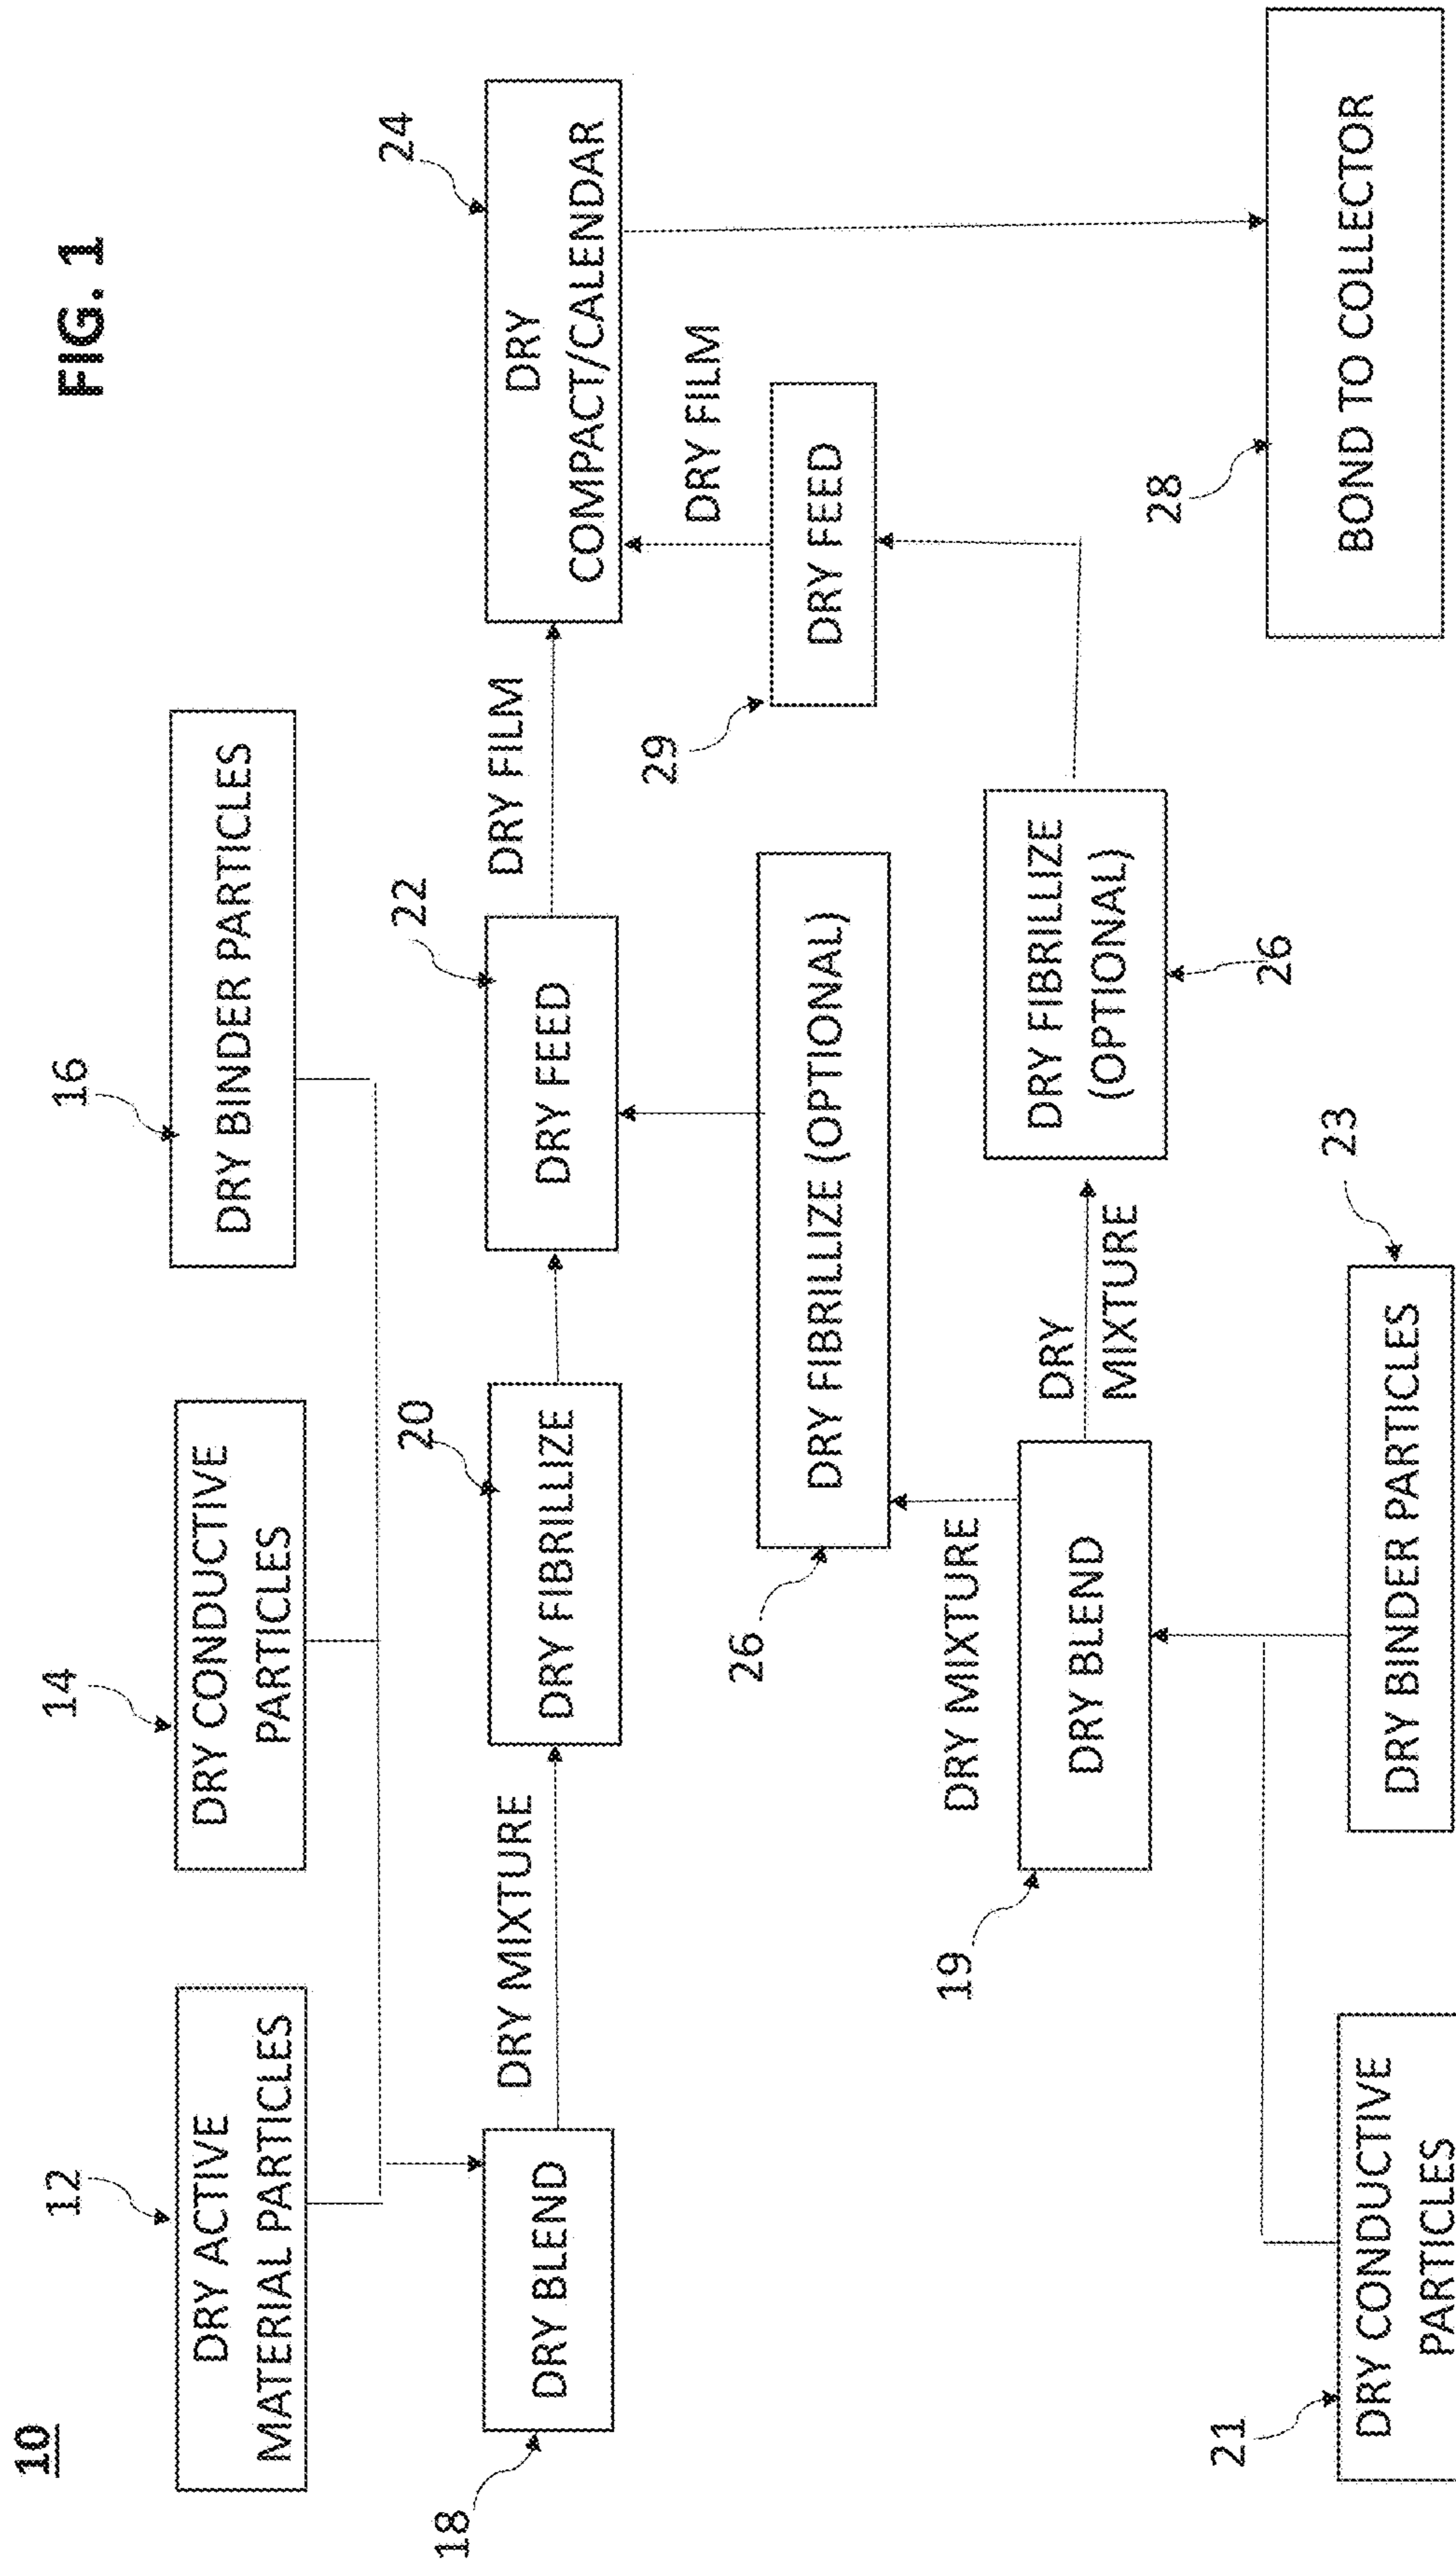 10
FIG. 1
12
14
16
DRY ACTIVE
MATERIAL PARTICLES
DRY CONDUCTIVE
PARTICLES
DRY BINDER PARTICLES
18
20
22
24
DRY BLEND
DRY MIXTURE
DRY FIBRILLIZE
DRY FEED
DRY FILM
DRY
COMPACT/CALENDAR
26
DRY FIBRILLIZE (OPTIONAL)
29
DRY FILM
DRY FEED
19
DRY MIXTURE
DRY BLEND
DRY
MIXTURE
DRY FIBRILLIZE
(OPTIONAL)
26
28
BOND TO COLLECTOR
21
DRY CONDUCTIVE
PARTICLES
23
DRY BINDER PARTICLES